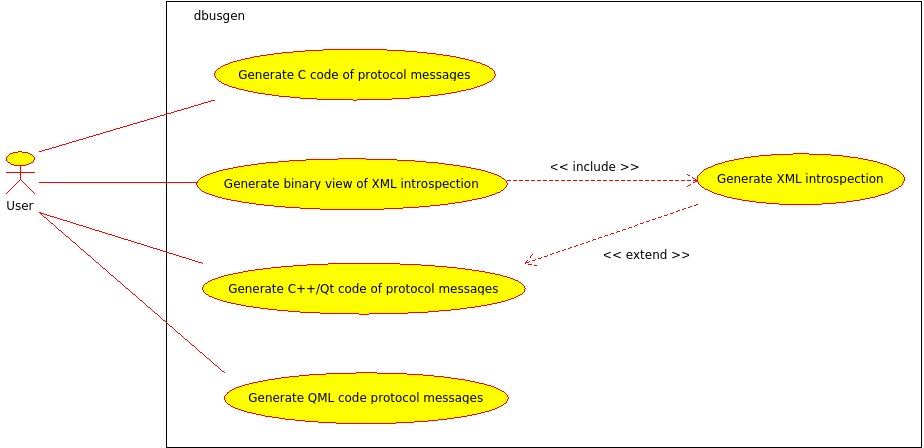 dbusgen
Generate C code of protocol messages
<< include >>
Generate binary view of XML introspection
Generate XML introspection
User
<< extend >>
Generate C++/Qt code of protocol messages
Generate QML code protocol messages